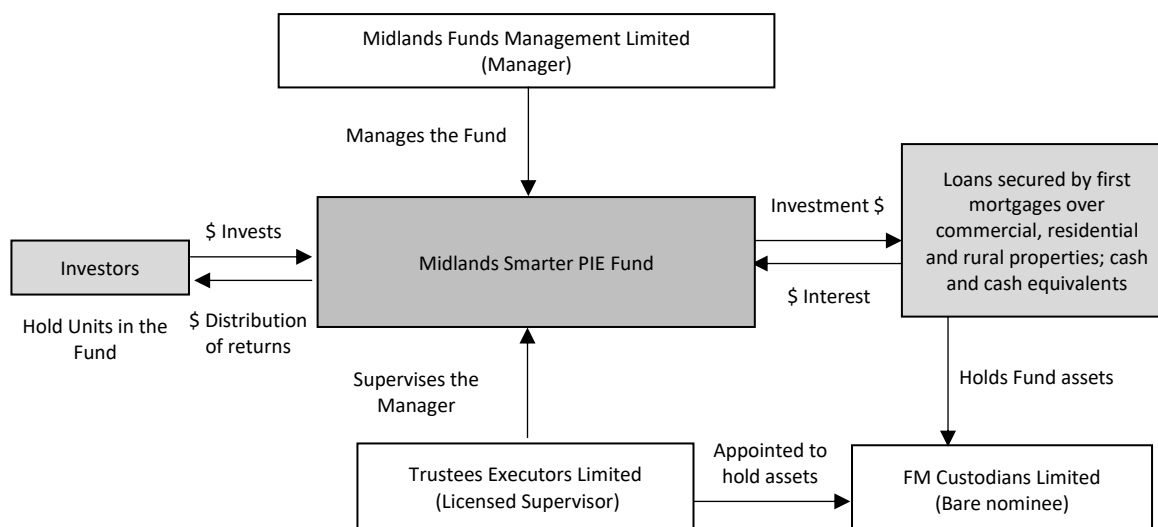 Midlands Funds Management Limited
(Manager)
Manages the Fund
Loans secured by first
mortgages over
commercial, residential
and rural properties; cash
and cash equivalents
Investment $
$ Interest
$ Invests
Investors
Midlands Smarter PIE Fund
Hold Units in the
Fund
$ Distribution
of returns
Supervises the
Manager
Holds Fund assets
Trustees Executors Limited
(Licensed Supervisor)
Appointed to
hold assets
FM Custodians Limited
(Bare nominee)